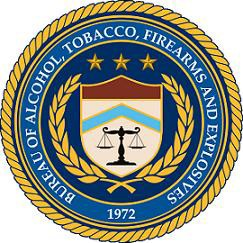 BUREAU OF ALCOHOL, TOBACCO, FIREARMS AND EXPLOSIVES
1972